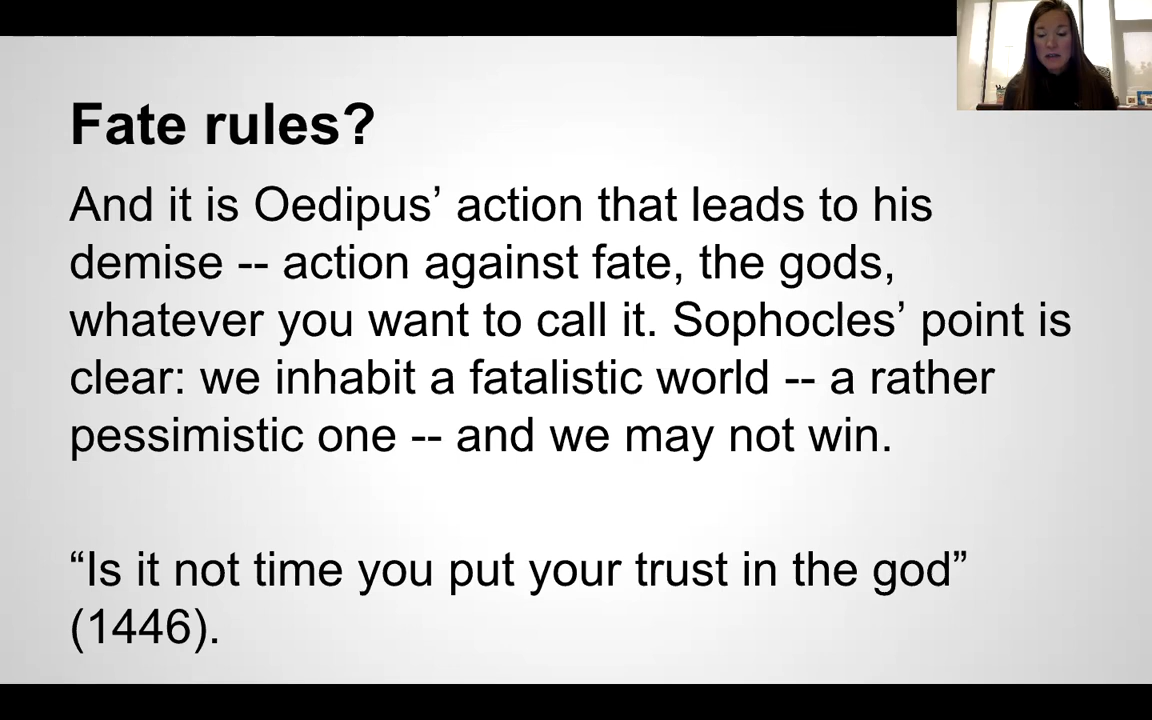 Fate rules?
And it is Oedipus’ action that leads to his
demise -- action against fate, the gods,
whatever you want to call it. Sophocles’ point is
clear: we inhabit a fatalistic world -- a rather
pessimistic one -- and we may not win.
“Is it not time you put your trust in the god”
(1446).